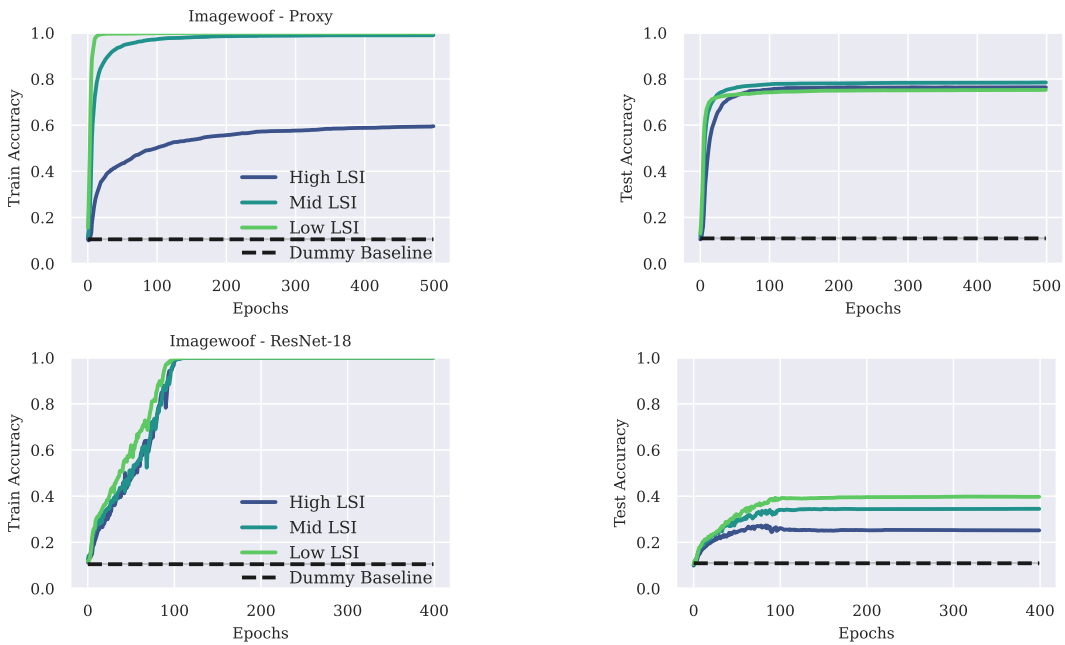 Imagewoof - Proxy
Train Accuracy
1.0
0.8
0.6
0.4
0.2
0.0
High LSI
Mid LSI
Low LSI
Dummy Baseline
0 100 200 300 400 500
Epochs
Test Accuracy
1.0
0.8
0.6
0.4
0.2
0.0
0 100 200 300 400 500
Epochs
Imagewoof - ResNet-18
Train Accuracy
1.0
0.8
0.6
0.4
0.2
0.0
High LSI
Mid LSI
Low LSI
Dummy Baseline
0 100 200 300 400
Epochs
Test Accuracy
1.0
0.8
0.6
0.4
0.2
0.0
0 100 200 300 400
Epochs